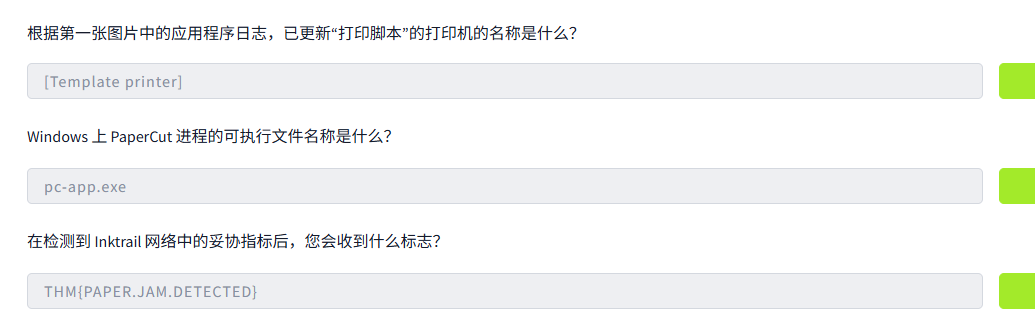 根据第一张图片中的应用程序日志，已更新“打印脚本”的打印机的名称是什么？
[Template printer]
Windows 上 PaperCut 进程的可执行文件名称是什么？
pc-app.exe
在检测到 Inktrail 网络中的妥协指标后，您会收到什么标志？
THM{PAPER.JAM.DETECTED}